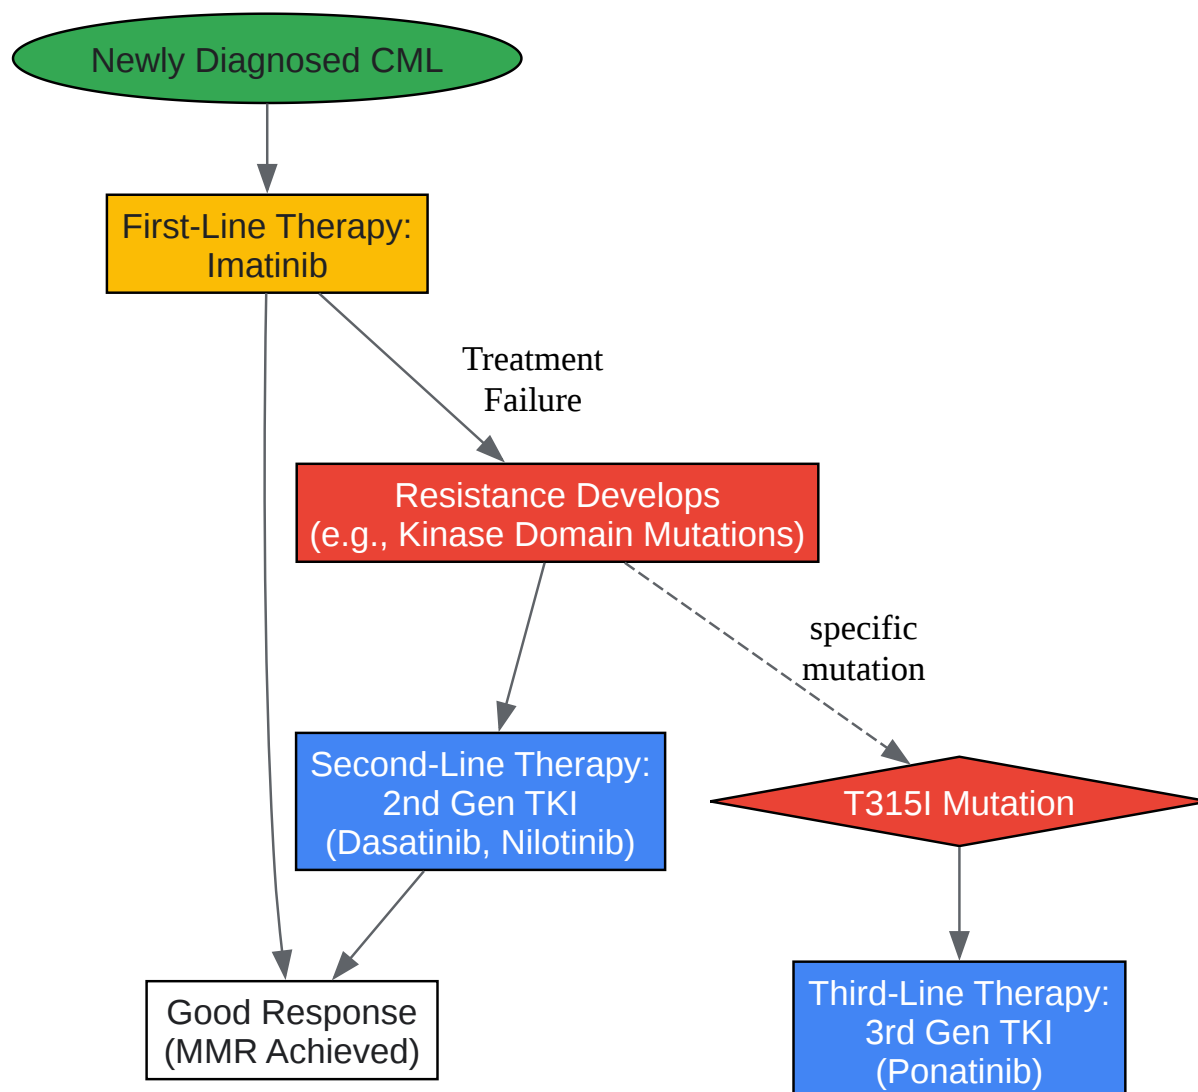 Newly Diagnosed CML
First-Line Therapy:
Imatinib
Treatment
Failure
Resistance Develops
(e.g., Kinase Domain Mutations)
specific
mutation
Second-Line Therapy:
2nd Gen TKI
(Dasatinib, Nilotinib)
T315I Mutation
Good Response
(MMR Achieved)
Third-Line Therapy:
3rd Gen TKI
(Ponatinib)